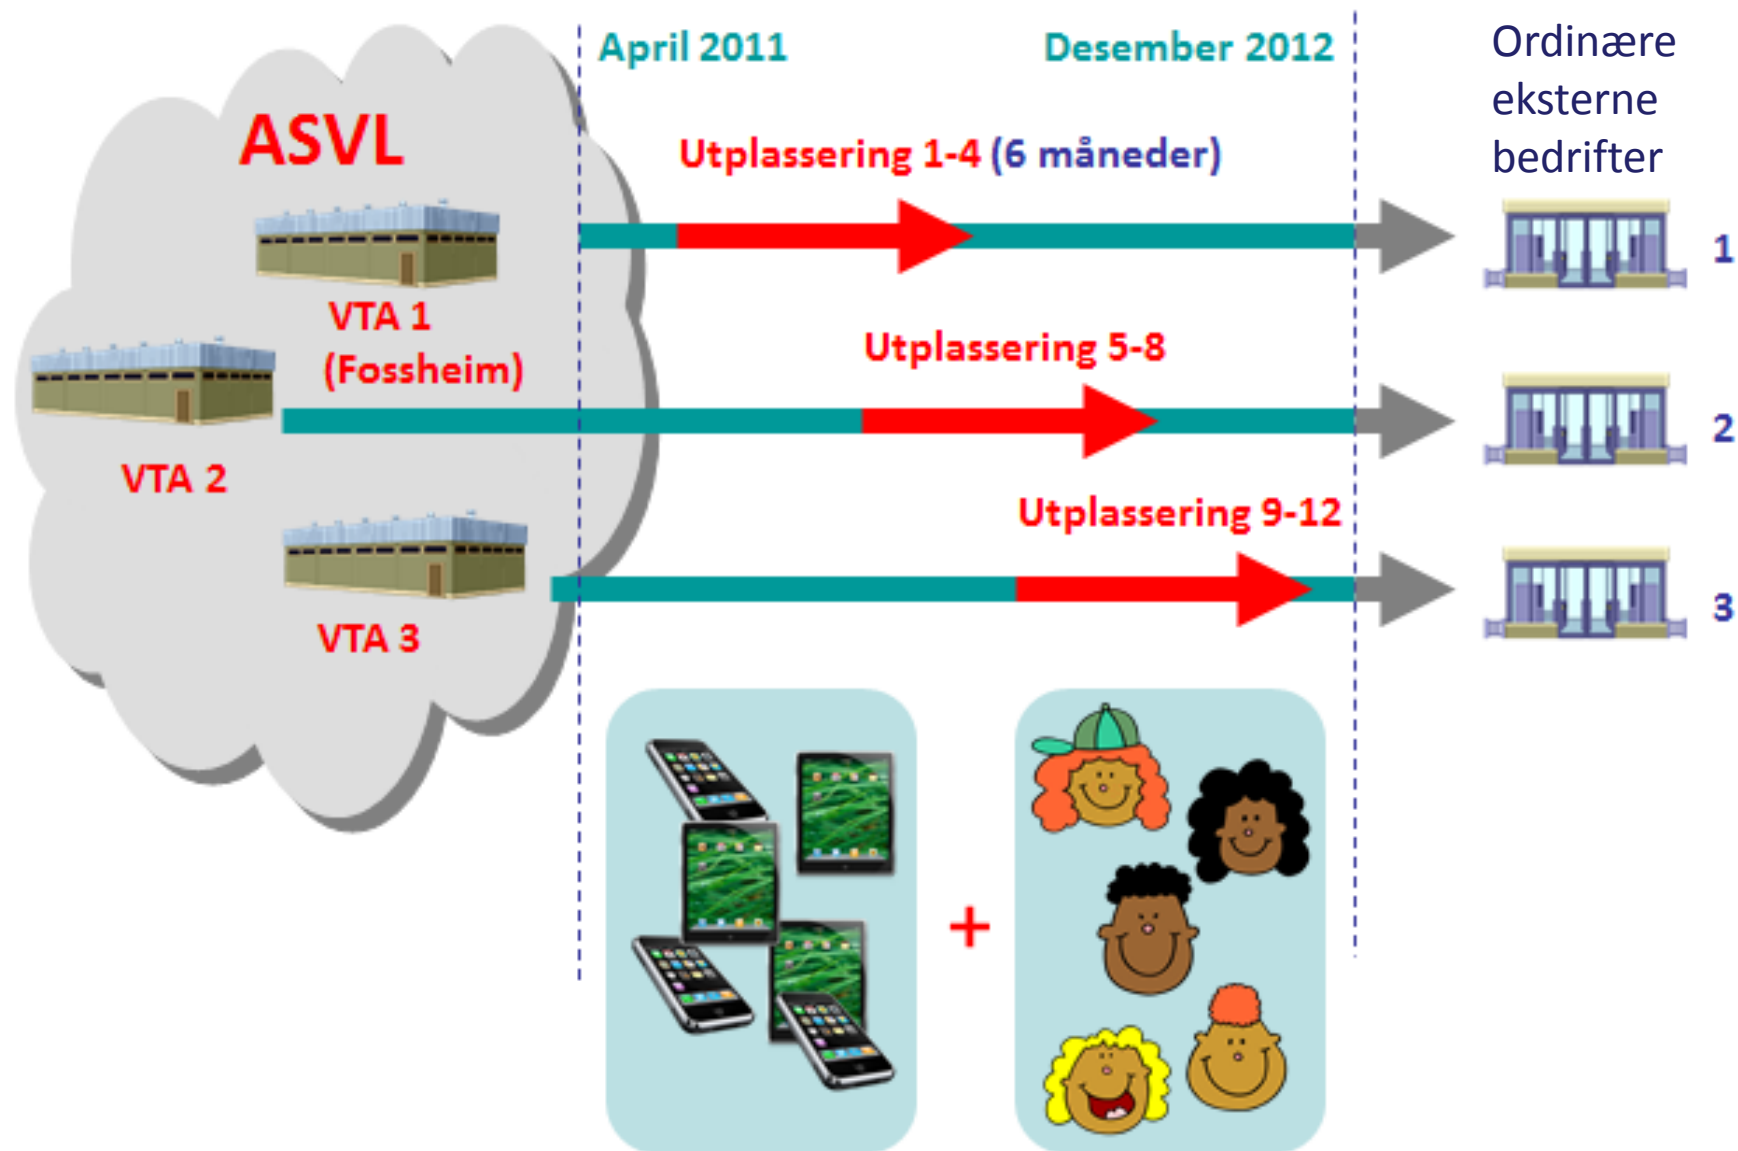 April 2011
Desember 2012
Ordinære
eksterne
bedrifter
ASVL
Utplassering 1-4 (6 måneder)
1
VTA 1
(Fossheim)
Utplassering 5-8
2
VTA 2
Utplassering 9-12
3
VTA 3
+